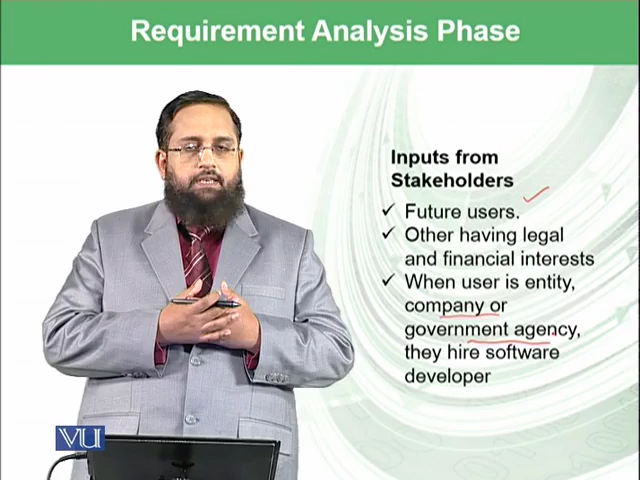 Requirement Analysis Phase
Inputs from
Stakeholders
Future users.
Other having legal
and financial interests
When user is entity,
company or
government agency,
they hire software
developer
VU